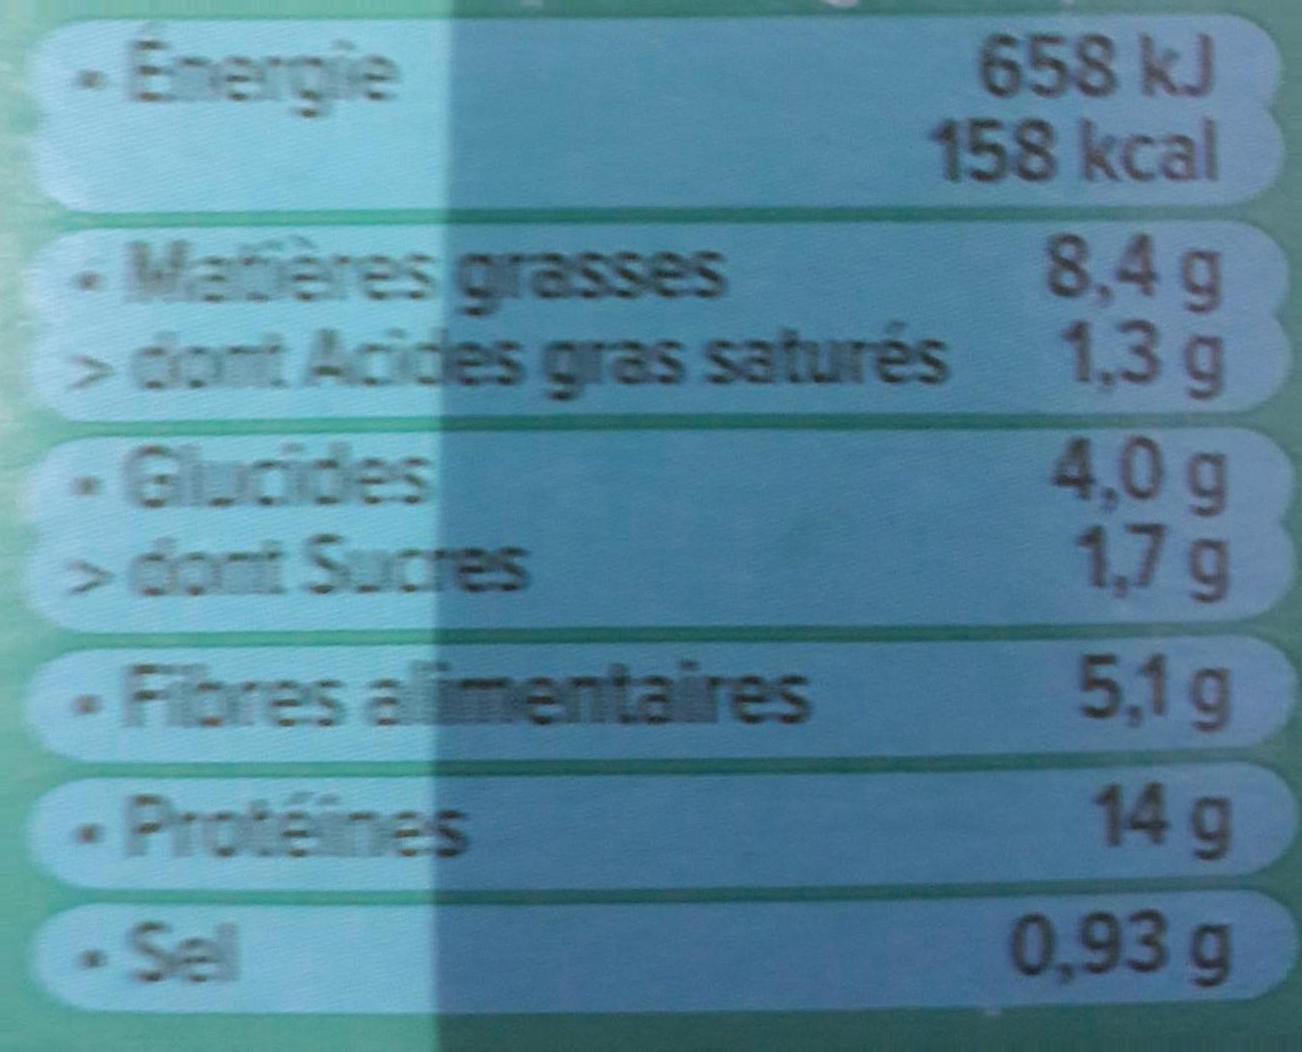 • Énergie 658 kJ
158 kcal
• Matières grasses 8,4 g
> dont Acides gras saturés 1,3 g
• Glucides 4,0 g
> dont Sucres 1,7 g
• Fibres alimentaires 5,1 g
• Protéines 14 g
• Sel 0,93 g